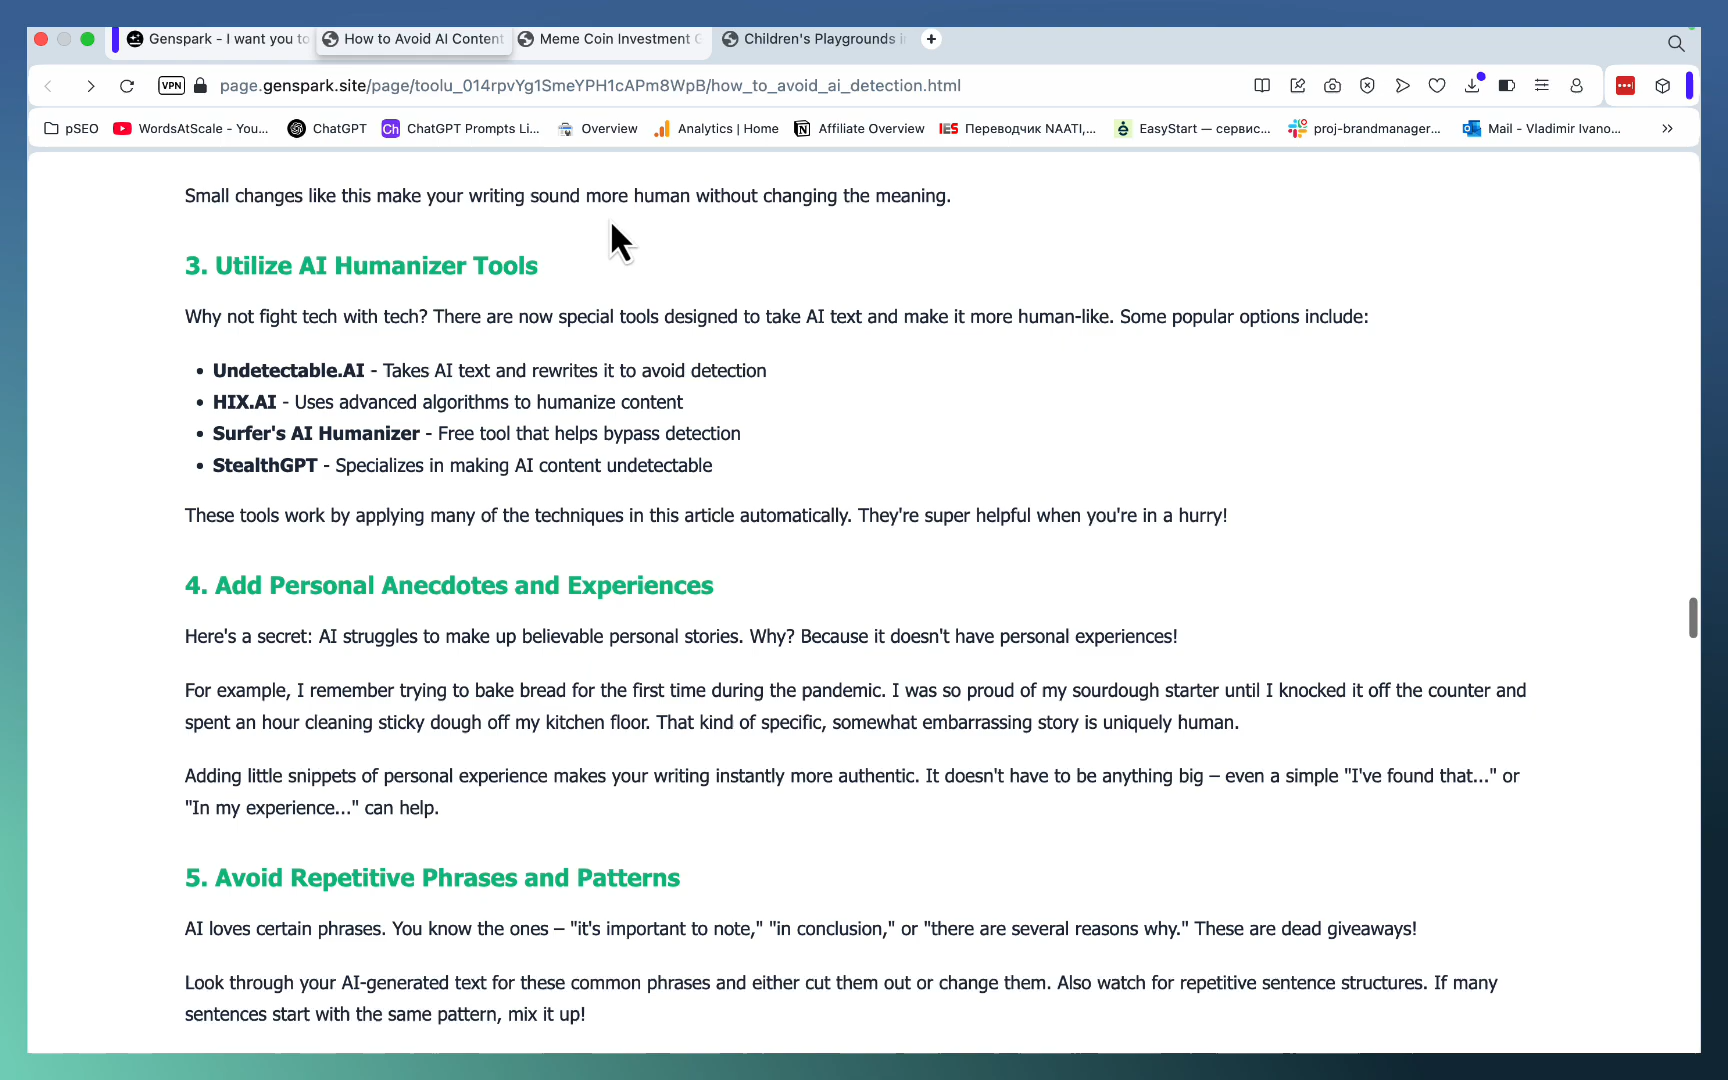 Genspark - I want you to
How to Avoid AI Content
Meme Coin Investment G
Children's Playgrounds i
VPN
page.genspark.site/page/toolu_014rpvYg1SmeYPH1cAPm8WpB/how_to_avoid_ai_detection.html
pSEO
WordsAtScale - You...
ChatGPT
Ch
ChatGPT Prompts Li...
Overview
Analytics | Home
Affiliate Overview
IES
Переводчик NAATI,...
EasyStart — сервис...
proj-brandmanager...
Mail - Vladimir Ivano...
Small changes like this make your writing sound more human without changing the meaning.
3. Utilize AI Humanizer Tools
Why not fight tech with tech? There are now special tools designed to take AI text and make it more human-like. Some popular options include:
• Undetectable.AI - Takes AI text and rewrites it to avoid detection
• HIX.AI - Uses advanced algorithms to humanize content
• Surfer's AI Humanizer - Free tool that helps bypass detection
• StealthGPT - Specializes in making AI content undetectable
These tools work by applying many of the techniques in this article automatically. They're super helpful when you're in a hurry!
4. Add Personal Anecdotes and Experiences
Here's a secret: AI struggles to make up believable personal stories. Why? Because it doesn't have personal experiences!
For example, I remember trying to bake bread for the first time during the pandemic. I was so proud of my sourdough starter until I knocked it off the counter and
spent an hour cleaning sticky dough off my kitchen floor. That kind of specific, somewhat embarrassing story is uniquely human.
Adding little snippets of personal experience makes your writing instantly more authentic. It doesn't have to be anything big – even a simple "I've found that..." or
"In my experience..." can help.
5. Avoid Repetitive Phrases and Patterns
AI loves certain phrases. You know the ones – "it's important to note," "in conclusion," or "there are several reasons why." These are dead giveaways!
Look through your AI-generated text for these common phrases and either cut them out or change them. Also watch for repetitive sentence structures. If many
sentences start with the same pattern, mix it up!